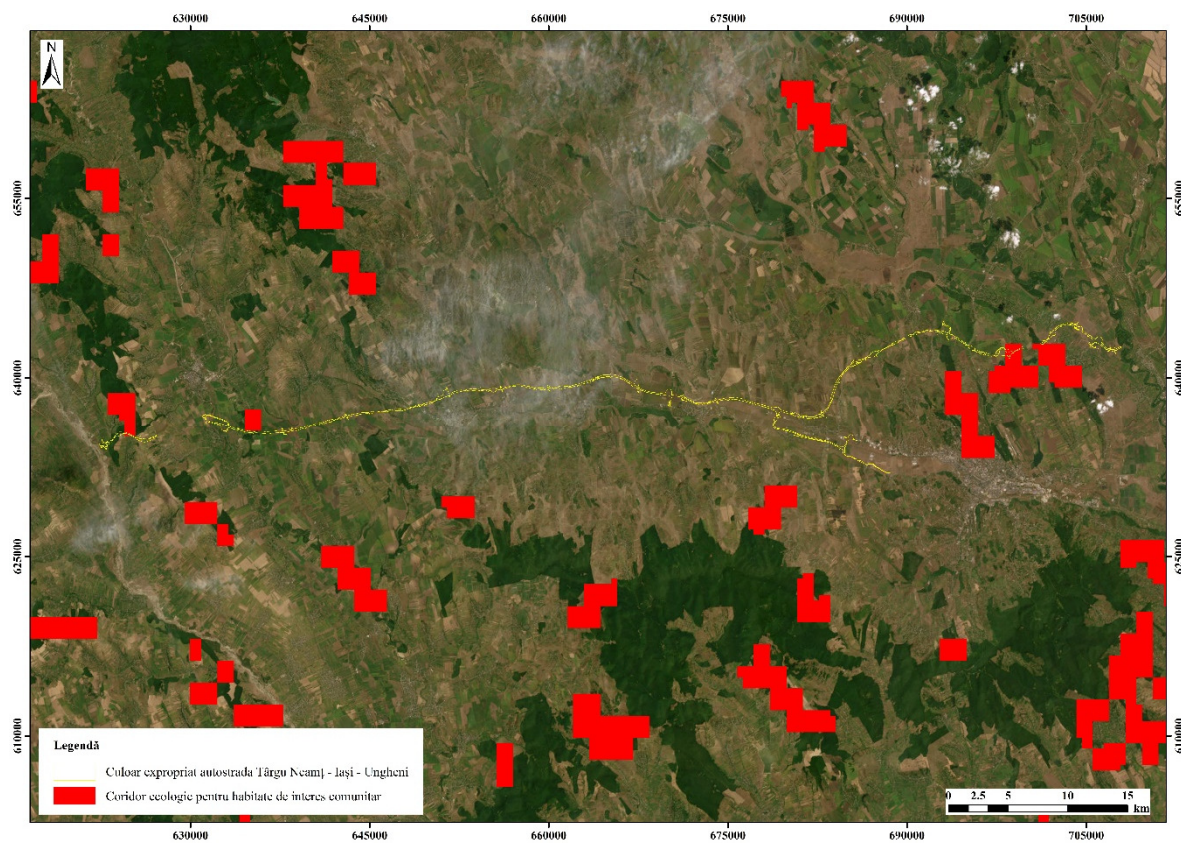 630000 645000 660000 675000 690000 705000
N
655000 655000
640000 640000
625000 625000
610000 610000
Legendă
Culoar expropriat autostrada Târgu Neamț - Iași - Ungheni
Coridor ecologic pentru habitate de interes comunitar
0 2.5 5 10 15
km
630000 645000 660000 675000 690000 705000